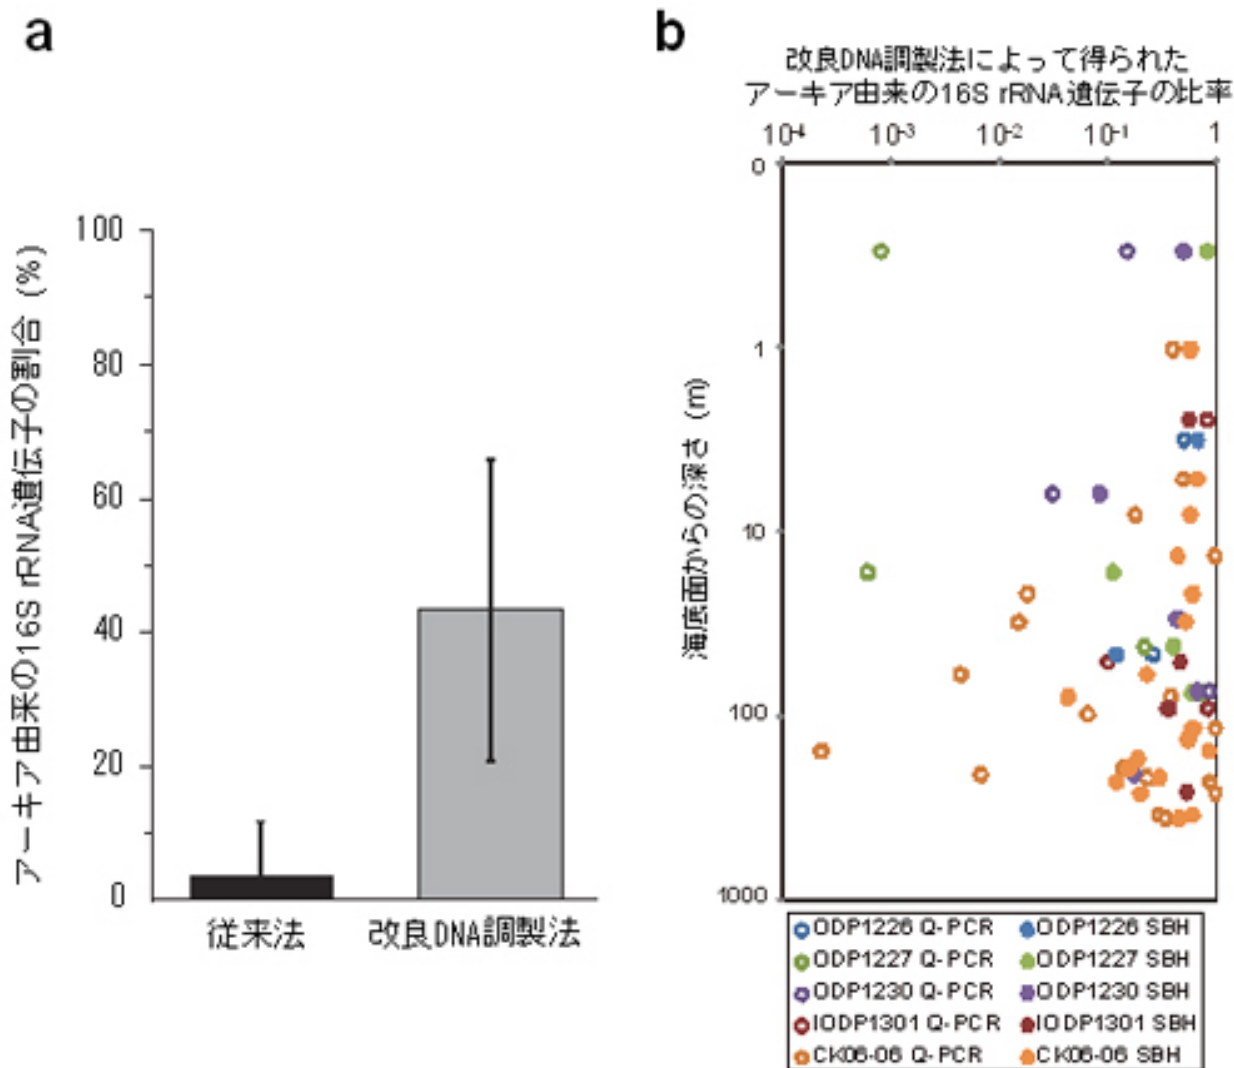 a
アーキア由来の16S rRNA遺伝子の割合 (%)
100
80
60
40
20
0
従来法
改良DNA調製法
b
改良DNA調製法によって得られた
アーキア由来の16S rRNA遺伝子の比率
10-4 10-3 10-2 10-1 1
海底面からの深さ (m)
0
1
10
100
1000
ODP1226 Q-PCR ODP1226 SBH
ODP1227 Q-PCR ODP1227 SBH
ODP1230 Q-PCR ODP1230 SBH
IODP1301 Q-PCR IODP1301 SBH
CK06-06 Q-PCR CK06-06 SBH